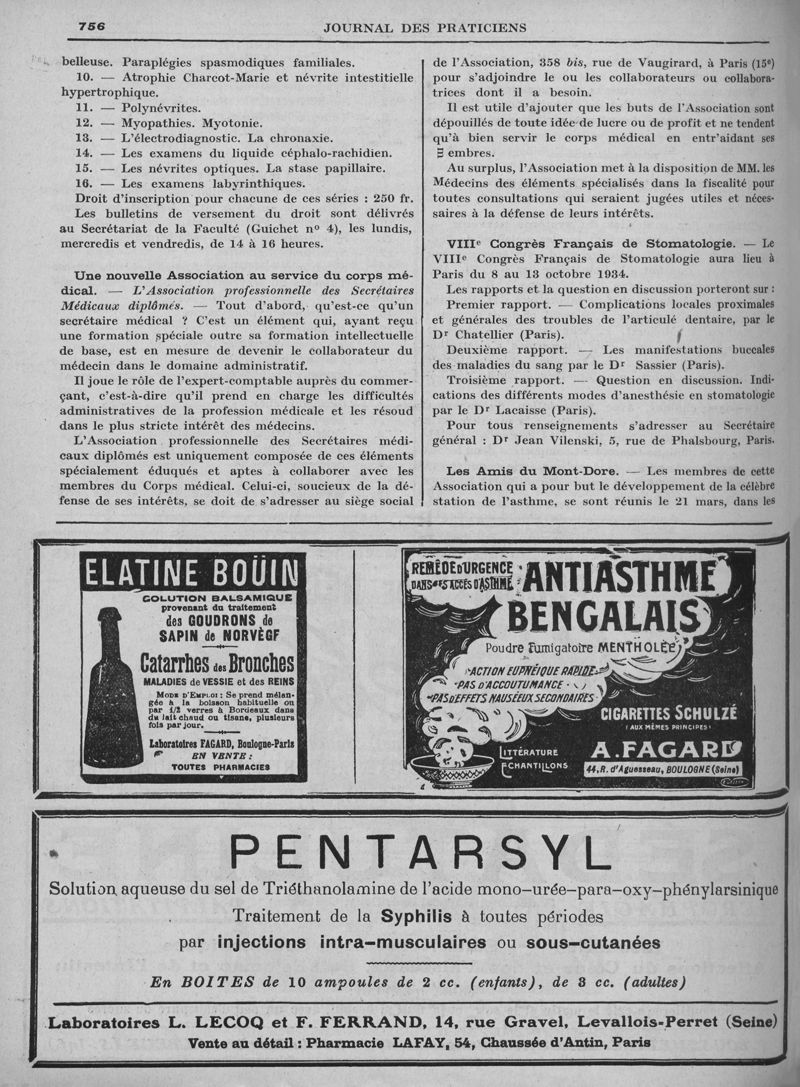 756
JOURNAL DES PRATICIENS
belleuse. Paraplégies spasmodiques familiales.
10. — Atrophie Charcot-Marie et névrite intestitielle
hypertrophique.
11. — Polynévrites.
12. — Myopathies. Myotonie.
13. — L'électrodiagnostic. La chronaxie.
14. — Les examens du liquide céphalo-rachidien.
15. — Les névrites optiques. La stase papillaire.
16. — Les examens labyrinthiques.
Droit d'inscription pour chacune de ces séries : 250 fr.
Les bulletins de versement du droit sont délivrés
au Secrétariat de la Faculté (Guichet nº 4), les lundis,
mercredis et vendredis, de 14 à 16 heures.
Une nouvelle Association au service du corps mé-
dical. — L'Association professionnelle des Secrétaires
Médicaux diplômés. — Tout d'abord, qu'est-ce qu'un
secrétaire médical ? C'est un élément qui, ayant reçu
une formation spéciale outre sa formation intellectuelle
de base, est en mesure de devenir le collaborateur du
médecin dans le domaine administratif.
Il joue le rôle de l'expert-comptable auprès du commer-
çant, c'est-à-dire qu'il prend en charge les difficultés
administratives de la profession médicale et les résoud
dans le plus stricte intérêt des médecins.
L'Association professionnelle des Secrétaires médi-
caux diplômés est uniquement composée de ces éléments
spécialement éduqués et aptes à collaborer avec les
membres du Corps médical. Celui-ci, soucieux de la dé-
fense de ses intérêts, se doit de s'adresser au siège social
de l'Association, 358 bis, rue de Vaugirard, à Paris (15e)
pour s'adjoindre le ou les collaborateurs ou collabora-
trices dont il a besoin.
Il est utile d'ajouter que les buts de l'Association sont
dépouillés de toute idée de lucre ou de profit et ne tendent
qu'à bien servir le corps médical en entr'aidant ses
membres.
Au surplus, l'Association met à la disposition de MM. les
Médecins des éléments spécialisés dans la fiscalité pour
toutes consultations qui seraient jugées utiles et néces-
saires à la défense de leurs intérêts.
VIIIe Congrès Français de Stomatologie. — Le
VIIIe Congrès Français de Stomatologie aura lieu à
Paris du 8 au 13 octobre 1934.
Les rapports et la question en discussion porteront sur :
Premier rapport. — Complications locales proximales
et générales des troubles de l'articulé dentaire, par le
Dr Chatellier (Paris).
Deuxième rapport. — Les manifestations buccales
des maladies du sang par le Dr Sassier (Paris).
Troisième rapport. — Question en discussion. Indi-
cations des différents modes d'anesthésie en stomatologie
par le Dr Lacaisse (Paris).
Pour tous renseignements s'adresser au Secrétaire
général : Dr Jean Vilenski, 5, rue de Phalsbourg, Paris.
Les Amis du Mont-Dore. — Les membres de cette
Association qui a pour but le développement de la célèbre
station de l'asthme, se sont réunis le 21 mars, dans les
ELATINE BOÜIN
SOLUTION BALSAMIQUE
provenant du traitement
des GOUDRONS de
SAPIN de NORVÈGE
Catarrhes des Bronches
MALADIES de VESSIE et des REINS
MODE D'EMPLOI : Se prend mélan-
gée à la boisson habituelle ou
par 1/2 verres à Bordeaux dans
du lait chaud ou tisane, plusieurs
fois par jour.
Laboratoires FAGARD, Boulogne-Paris
EN VENTE :
TOUTES PHARMACIES
REMÈDE D'URGENCE
DANS LES ACCÈS D'ASTHME
ANTIASTHME
BENGALAIS
Poudre Fumigatoire MENTHOLÉE
ACTION EUPNÉIQUE RAPIDE
PAS D'ACCOUTUMANCE
PAS D'EFFETS NAUSÉEUX SECONDAIRES
CIGARETTES SCHULZÉ
(AUX MÊMES PRINCIPES)
LITTÉRATURE
ECHANTILLONS
A. FAGARD
44, R. d'Aguesseau, BOULOGNE (Seine)
PENTARSYL
Solution aqueuse du sel de Triéthanolamine de l'acide mono-urée-para-oxy-phénylarsinique
Traitement de la Syphilis à toutes périodes
par injections intra-musculaires ou sous-cutanées
En BOITES de 10 ampoules de 2 cc. (enfants), de 3 cc. (adultes)
Laboratoires L. LECOQ et F. FERRAND, 14, rue Gravel, Levallois-Perret (Seine)
Vente au détail : Pharmacie LAFAY, 54, Chaussée d'Antin, Paris